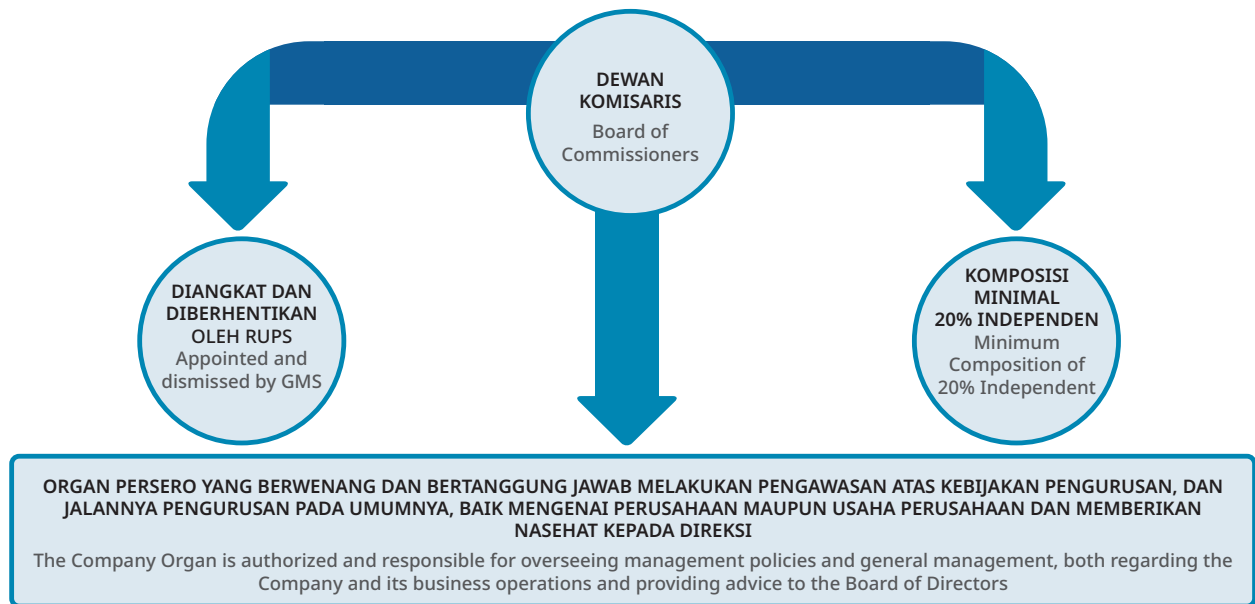 DEWAN
KOMISARIS
Board of
Commissioners
DIANGKAT DAN
DIBERHENTIKAN
OLEH RUPS
Appointed and
dismissed by GMS
KOMPOSISI
MINIMAL
20% INDEPENDEN
Minimum
Composition of
20% Independent
ORGAN PERSERO YANG BERWENANG DAN BERTANGGUNG JAWAB MELAKUKAN PENGAWASAN ATAS KEBIJAKAN PENGURUSAN, DAN
JALANNYA PENGURUSAN PADA UMUMNYA, BAIK MENGENAI PERUSAHAAN MAUPUN USAHA PERUSAHAAN DAN MEMBERIKAN
NASEHAT KEPADA DIREKSI
The Company Organ is authorized and responsible for overseeing management policies and general management, both regarding the
Company and its business operations and providing advice to the Board of Directors